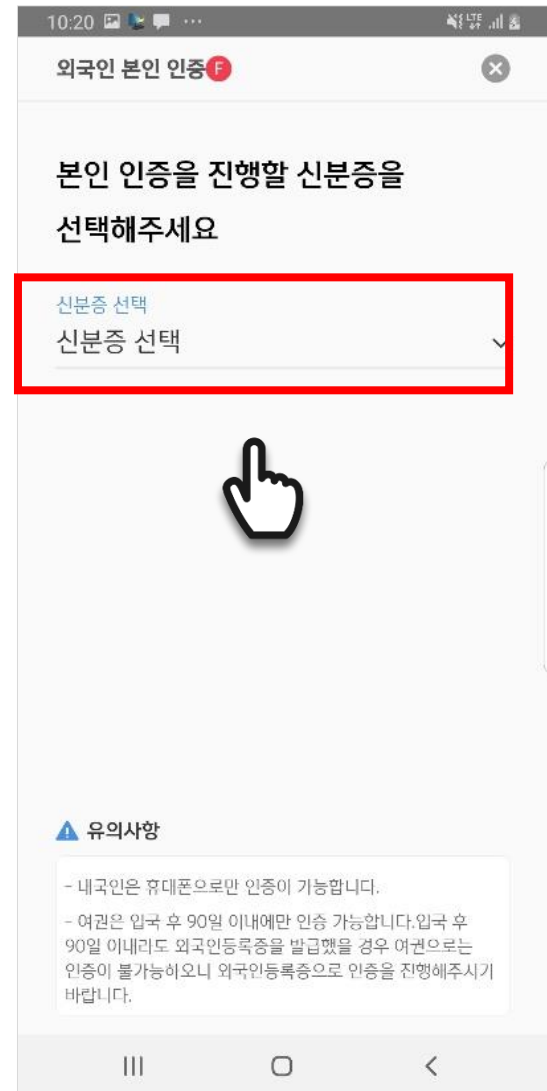 10:20
LTE
외국인 본인 인증 F
본인 인증을 진행할 신분증을
선택해주세요
신분증 선택
신분증 선택
유의사항
- 내국인은 휴대폰으로만 인증이 가능합니다.
- 여권은 입국 후 90일 이내에만 인증 가능합니다.입국 후
90일 이내리도 외국인등록증을 발급했을 경우 여권으로는
인증이 불가능하오니 외국인등록증으로 인증을 진행해주시기
바랍니다.